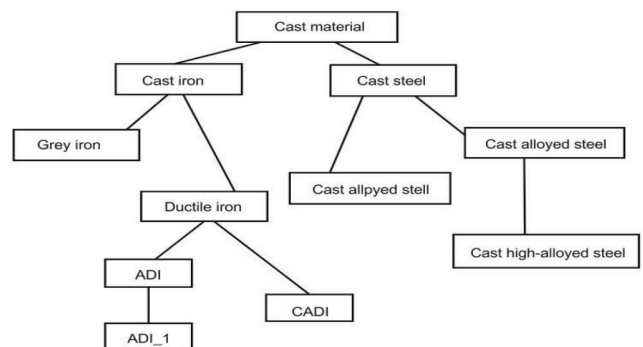 Cast material
Cast iron
Cast steel
Grey iron
Cast alloyed steel
Cast allpyed stell
Ductile iron
Cast high-alloyed steel
ADI
CADI
ADI_1